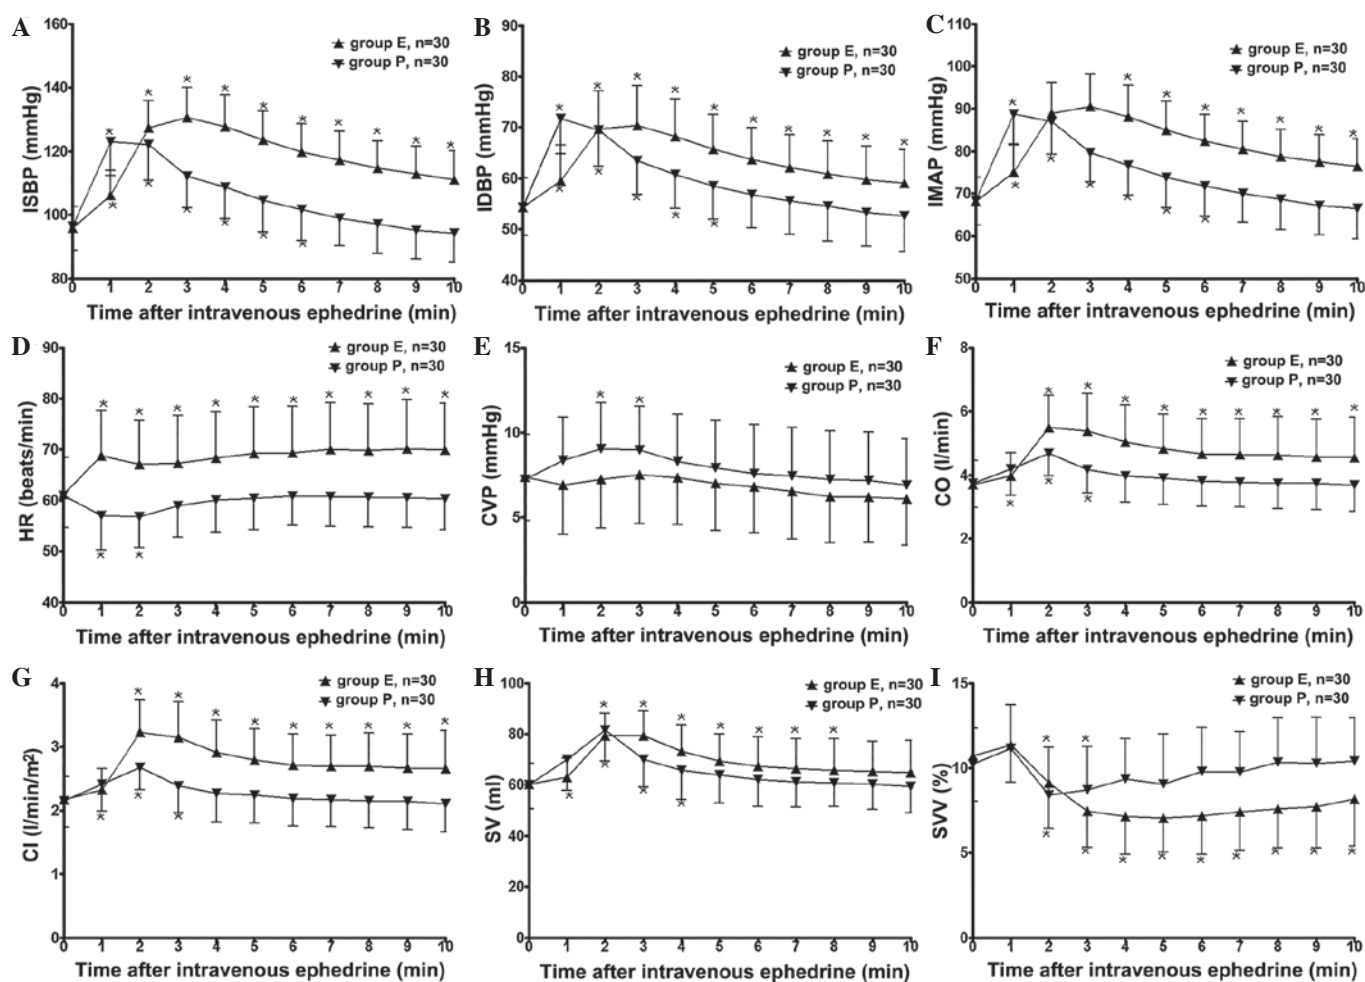 A
ISBP (mmHg)
160
140
120
100
80
group E, n=30
group P, n=30
0 1 2 3 4 5 6 7 8 9 10
Time after intravenous ephedrine (min)
B
IDBP (mmHg)
90
80
70
60
50
40
group E, n=30
group P, n=30
0 1 2 3 4 5 6 7 8 9 10
Time after intravenous ephedrine (min)
C
IMAP (mmHg)
110
100
90
80
70
60
50
group E, n=30
group P, n=30
0 1 2 3 4 5 6 7 8 9 10
Time after intravenous ephedrine (min)
D
HR (beats/min)
90
80
70
60
50
40
group E, n=30
group P, n=30
0 1 2 3 4 5 6 7 8 9 10
Time after intravenous ephedrine (min)
E
CVP (mmHg)
15
10
5
0
group E, n=30
group P, n=30
0 1 2 3 4 5 6 7 8 9 10
Time after intravenous ephedrine (min)
F
CO (l/min)
8
6
4
2
0
group E, n=30
group P, n=30
0 1 2 3 4 5 6 7 8 9 10
Time after intravenous ephedrine (min)
G
CI (l/min/m2)
4
3
2
1
0
group E, n=30
group P, n=30
0 1 2 3 4 5 6 7 8 9 10
Time after intravenous ephedrine (min)
H
SV (ml)
100
80
60
40
20
0
group E, n=30
group P, n=30
0 1 2 3 4 5 6 7 8 9 10
Time after intravenous ephedrine (min)
I
SVV (%)
15
10
5
0
group E, n=30
group P, n=30
0 1 2 3 4 5 6 7 8 9 10
Time after intravenous ephedrine (min)